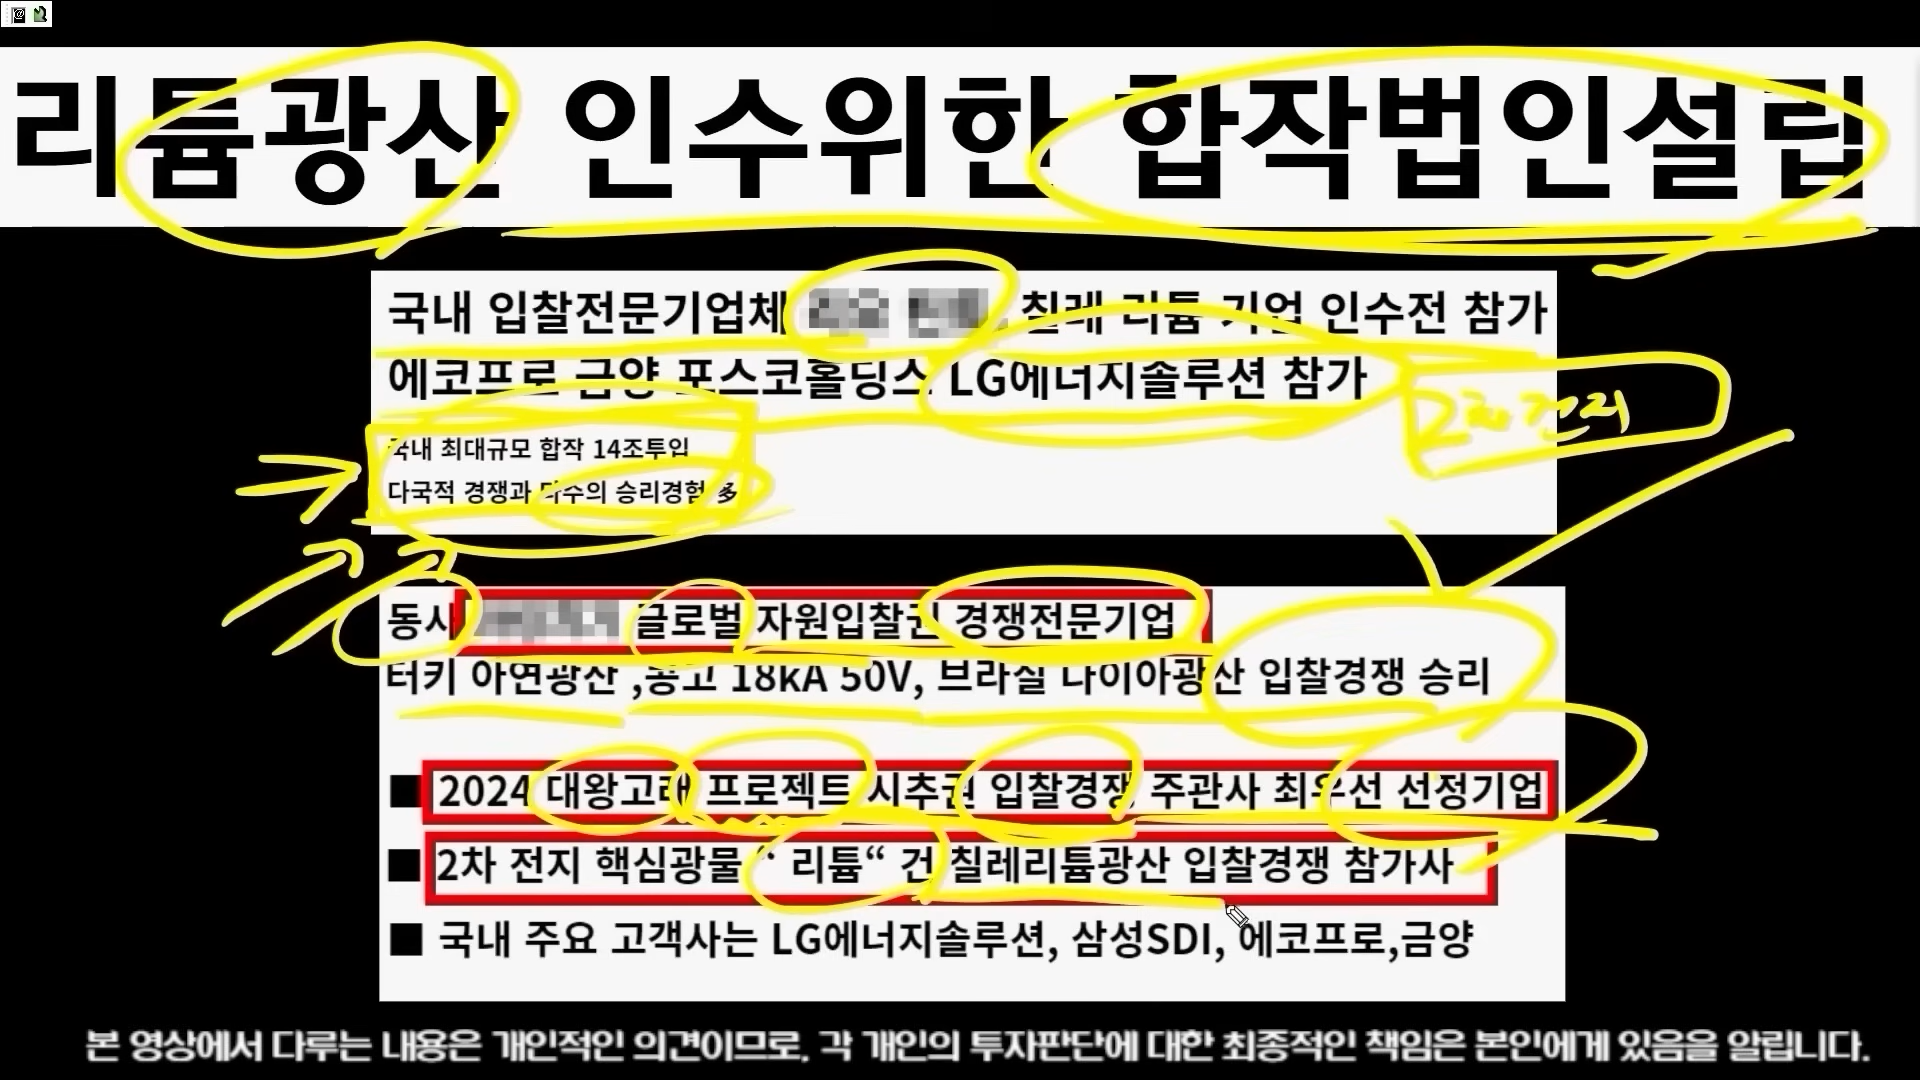 리튬광산 인수위한 합작법인설립
국내 입찰전문기업체 , 칠레 리튬 기업 인수전 참가
에코프로 금양 포스코홀딩스 LG에너지솔루션 참가
2차전지
국내 최대규모 합작 14조투입
다국적 경쟁과 다수의 승리경험 多
동사 글로벌 자원입찰권 경쟁전문기업
터키 아연광산 ,몽고 18kA 50V, 브라질 다이아광산 입찰경쟁 승리
■ 2024 대왕고래 프로젝트 시추권 입찰경쟁 주관사 최우선 선정기업
■ 2차 전지 핵심광물 “ 리튬“ 건 칠레리튬광산 입찰경쟁 참가사
■ 국내 주요 고객사는 LG에너지솔루션, 삼성SDI, 에코프로,금양
본 영상에서 다루는 내용은 개인적인 의견이므로, 각 개인의 투자판단에 대한 최종적인 책임은 본인에게 있음을 알립니다.